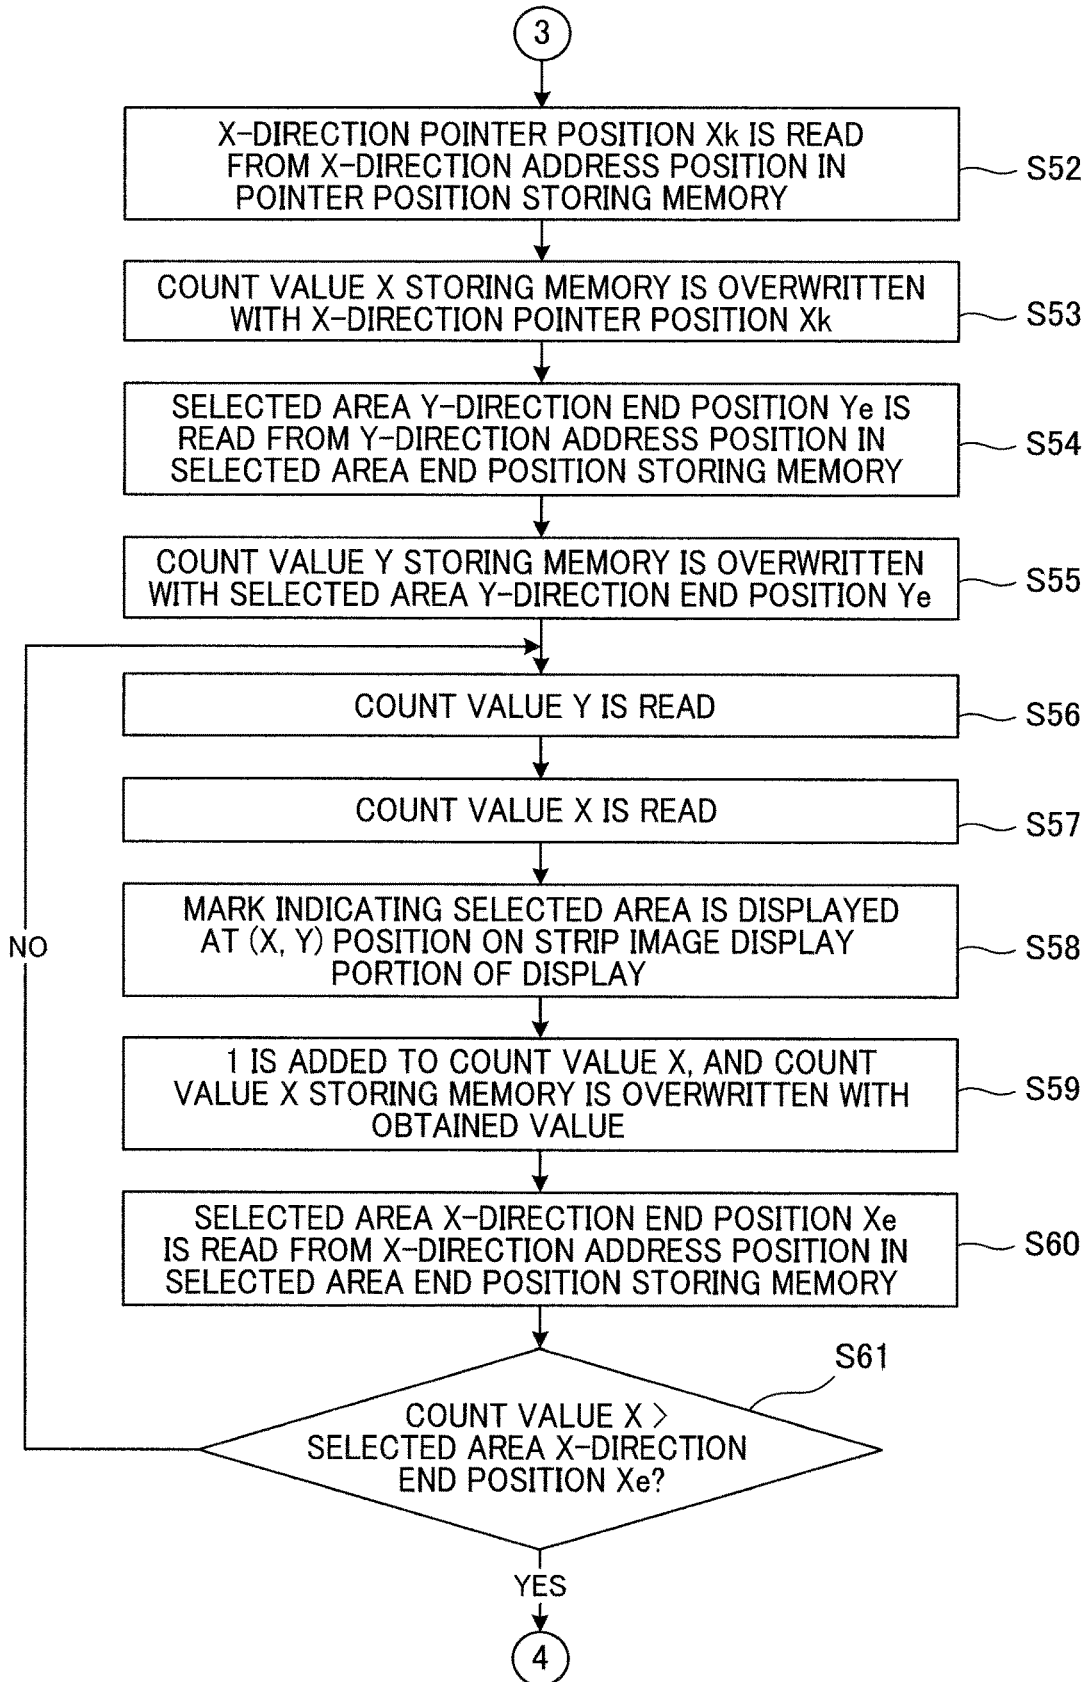 3
X-DIRECTION POINTER POSITION Xk IS READ
FROM X-DIRECTION ADDRESS POSITION IN
POINTER POSITION STORING MEMORY
S52
COUNT VALUE X STORING MEMORY IS OVERWRITTEN
WITH X-DIRECTION POINTER POSITION Xk
S53
SELECTED AREA Y-DIRECTION END POSITION Ye IS
READ FROM Y-DIRECTION ADDRESS POSITION IN
SELECTED AREA END POSITION STORING MEMORY
S54
COUNT VALUE Y STORING MEMORY IS OVERWRITTEN
WITH SELECTED AREA Y-DIRECTION END POSITION Ye
S55
COUNT VALUE Y IS READ
S56
COUNT VALUE X IS READ
S57
MARK INDICATING SELECTED AREA IS DISPLAYED
AT (X, Y) POSITION ON STRIP IMAGE DISPLAY
PORTION OF DISPLAY
S58
NO
1 IS ADDED TO COUNT VALUE X, AND COUNT
VALUE X STORING MEMORY IS OVERWRITTEN WITH
OBTAINED VALUE
S59
SELECTED AREA X-DIRECTION END POSITION Xe
IS READ FROM X-DIRECTION ADDRESS POSITION IN
SELECTED AREA END POSITION STORING MEMORY
S60
S61
COUNT VALUE X >
SELECTED AREA X-DIRECTION
END POSITION Xe?
YES
4